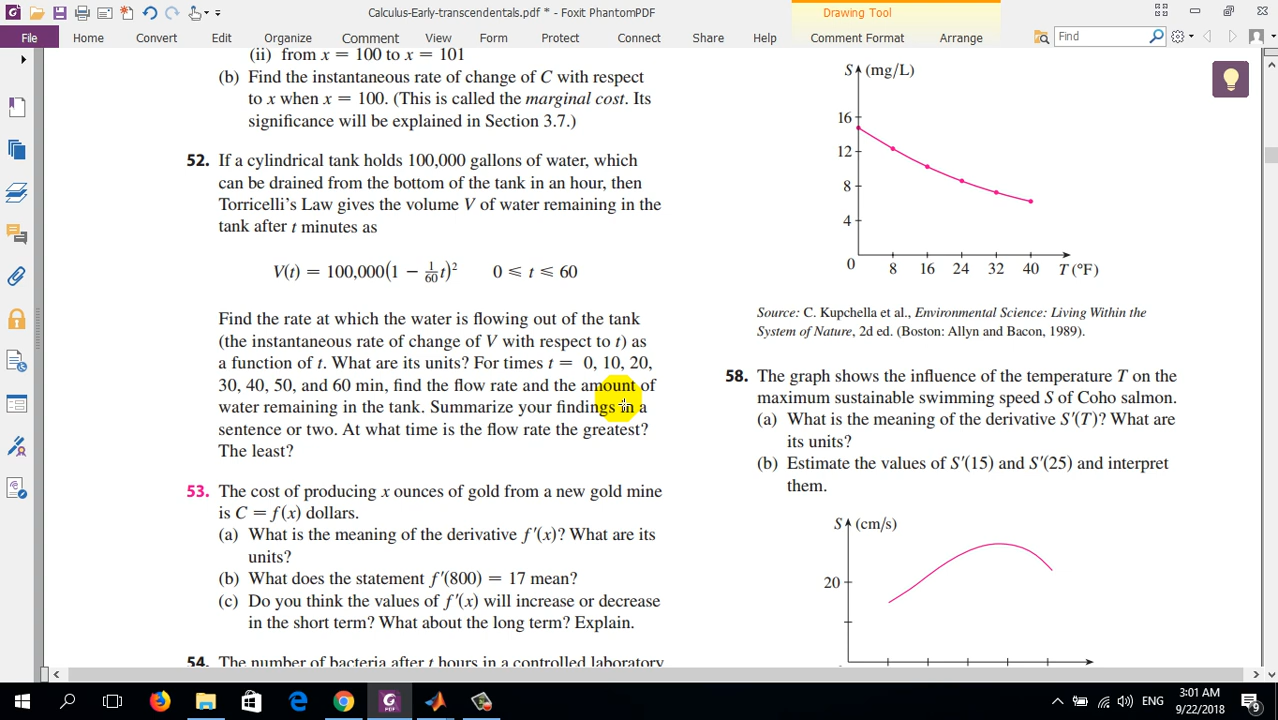 Calculus-Early-transcendentals.pdf * - Foxit PhantomPDF
Drawing Tool
File Home Convert Edit Organize Comment View Form Protect Connect Share Help Comment Format Arrange Find
(ii) from x = 100 to x = 101
(b) Find the instantaneous rate of change of C with respect
to x when x = 100. (This is called the marginal cost. Its
significance will be explained in Section 3.7.)
52. If a cylindrical tank holds 100,000 gallons of water, which
can be drained from the bottom of the tank in an hour, then
Torricelli's Law gives the volume V of water remaining in the
tank after t minutes as
V(t) = 100,000(1 − 1/60 t)² 0 ⩽ t ⩽ 60
Find the rate at which the water is flowing out of the tank
(the instantaneous rate of change of V with respect to t) as
a function of t. What are its units? For times t = 0, 10, 20,
30, 40, 50, and 60 min, find the flow rate and the amount of
water remaining in the tank. Summarize your findings in a
sentence or two. At what time is the flow rate the greatest?
The least?
53. The cost of producing x ounces of gold from a new gold mine
is C = f(x) dollars.
(a) What is the meaning of the derivative f′(x)? What are its
units?
(b) What does the statement f′(800) = 17 mean?
(c) Do you think the values of f′(x) will increase or decrease
in the short term? What about the long term? Explain.
54. The number of bacteria after t hours in a controlled laboratory
S (mg/L)
16
12
8
4
0 8 16 24 32 40 T (°F)
Source: C. Kupchella et al., Environmental Science: Living Within the
System of Nature, 2d ed. (Boston: Allyn and Bacon, 1989).
58. The graph shows the influence of the temperature T on the
maximum sustainable swimming speed S of Coho salmon.
(a) What is the meaning of the derivative S′(T)? What are
its units?
(b) Estimate the values of S′(15) and S′(25) and interpret
them.
S (cm/s)
20
PDF
ENG
3:01 AM
9/22/2018
9